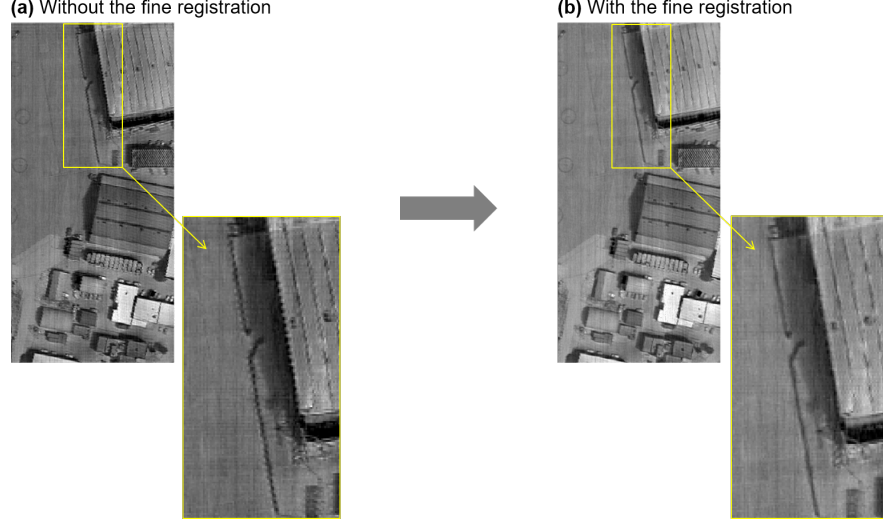 (a) Without the fine registration
(b) With the fine registration